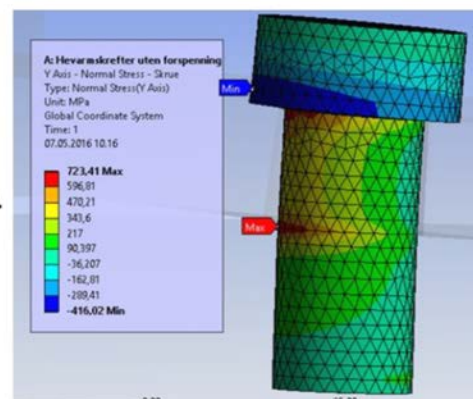 A: Hevarmskrefter uten forspenning
Y Axis - Normal Stress - Skrue
Type: Normal Stress(Y Axis)
Unit: MPa
Global Coordinate System
Time: 1
07.05.2016 10.16
723,41 Max
596,81
470,21
343,6
217
90,397
-36,207
-162,81
-289,41
-416,02 Min
Min
Max